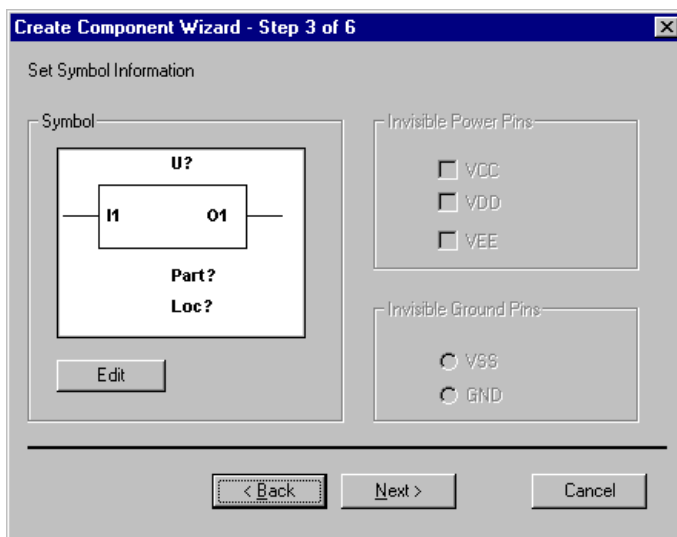 Create Component Wizard - Step 3 of 6
Set Symbol Information
Symbol
U?
I1 O1
Part?
Loc?
Edit
Invisible Power Pins
VCC
VDD
VEE
Invisible Ground Pins
VSS
GND
< Back Next > Cancel